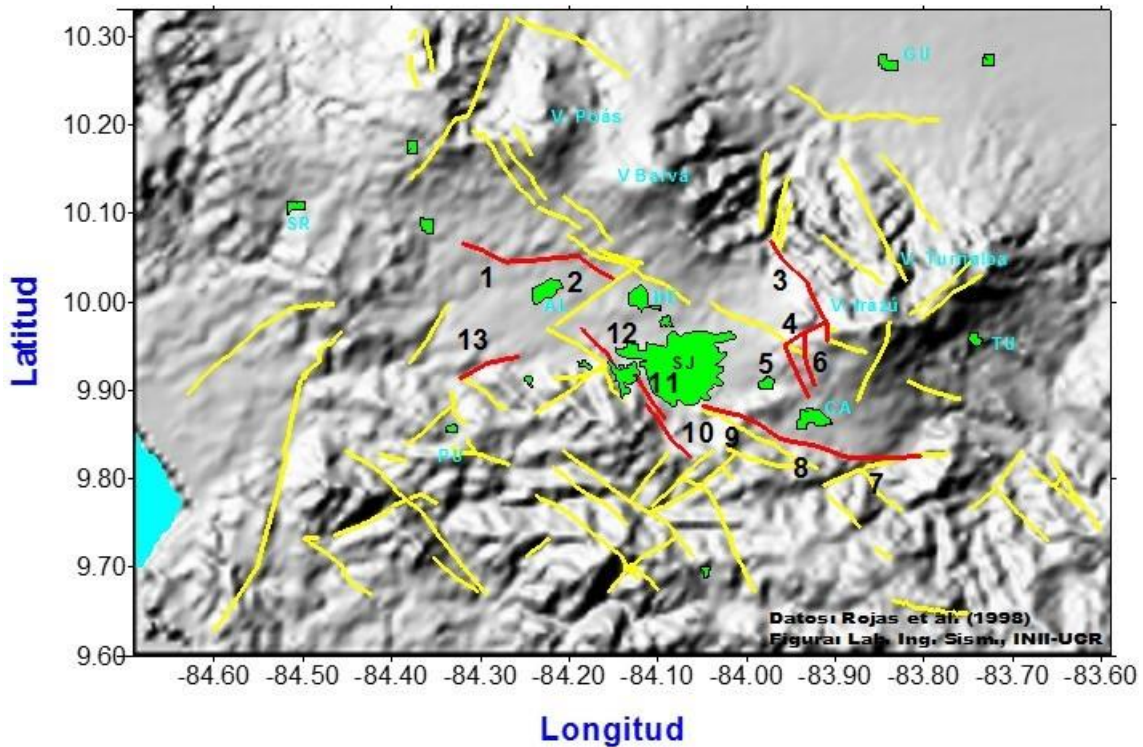 10.30
10.20
10.10
10.00
9.90
9.80
9.70
9.60
Latitud
GU
V. Poás
V Barva
SR
V. Turrialba
3
1
2
AL
HE
V. Irazú
4
TU
13
12
SJ
5
6
11
CA
10
9
PU
8
7
Datos: Rojas et al. (1998)
Figura: Lab. Ing. Sism., INII-UCR
-84.60
-84.50
-84.40
-84.30
-84.20
-84.10
-84.00
-83.90
-83.80
-83.70
-83.60
Longitud